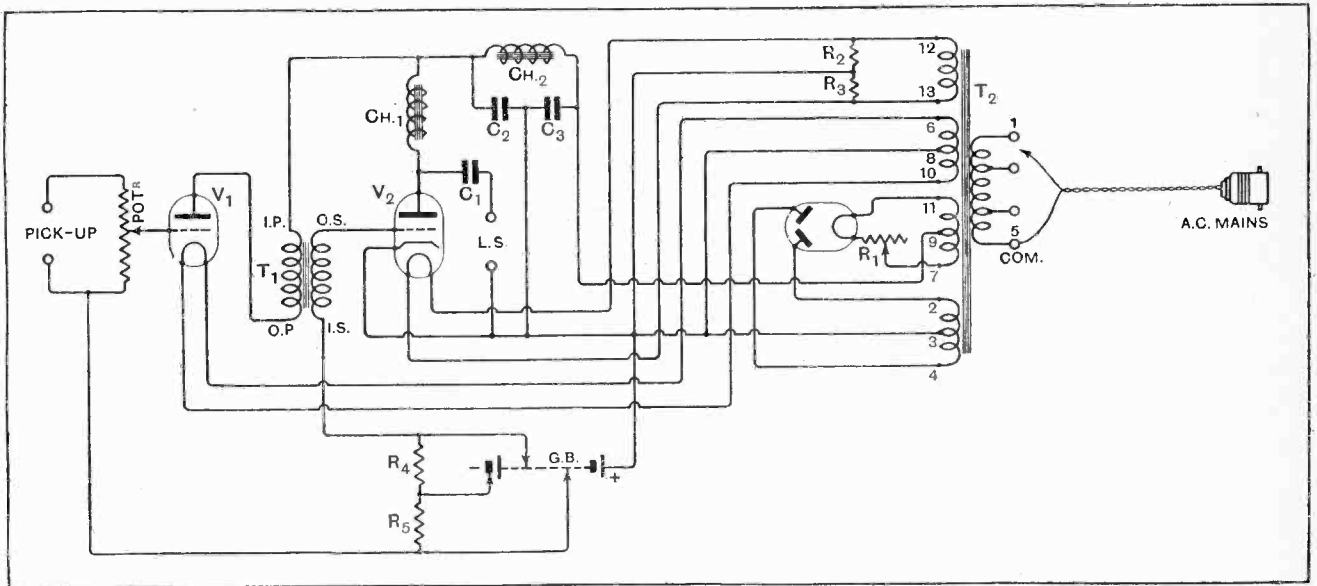 PICK-UP
POTR
V1
I.P.
T1
O.P
O.S.
I.S.
CH.1
CH.2
C2
C3
V2
C1
L.S.
R4
R5
-
G.B.
+
R2
R3
12
13
6
8
10
11
9
7
R1
2
3
4
T2
1
5
COM.
A.C. MAINS